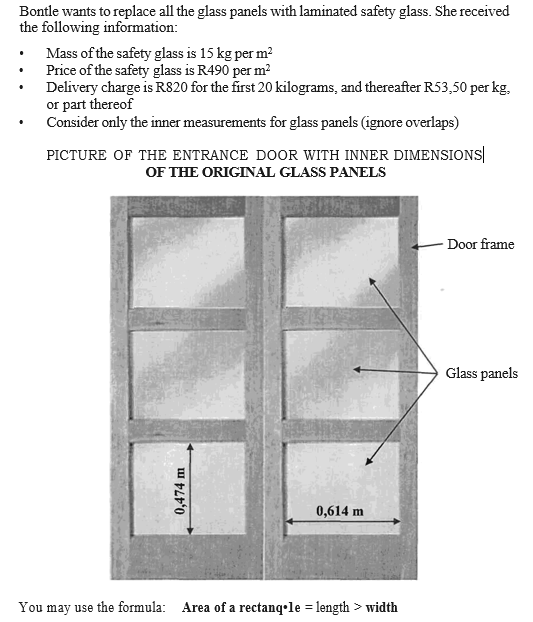 Bontle wants to replace all the glass panels with laminated safety glass. She received
the following information:
• Mass of the safety glass is 15 kg per m²
• Price of the safety glass is R490 per m²
• Delivery charge is R820 for the first 20 kilograms, and thereafter R53,50 per kg,
or part thereof
• Consider only the inner measurements for glass panels (ignore overlaps)
PICTURE OF THE ENTRANCE DOOR WITH INNER DIMENSIONS
OF THE ORIGINAL GLASS PANELS
Door frame
Glass panels
0,474 m
0,614 m
You may use the formula: Area of a rectanq•le = length > width